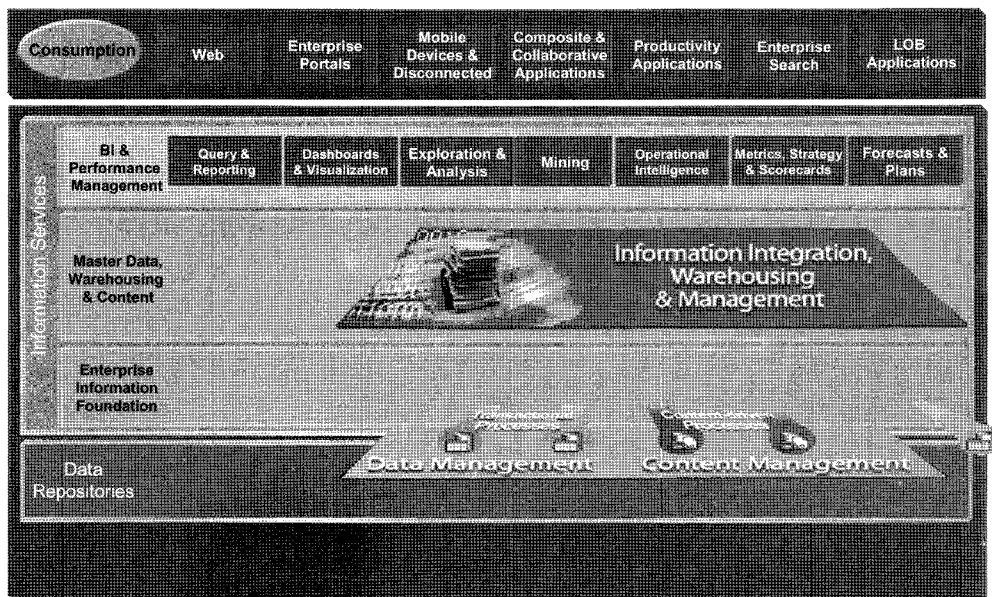 Consumption
Web
Enterprise
Portals
Mobile
Devices &
Disconnected
Composite &
Collaborative
Applications
Productivity
Applications
Enterprise
Search
LOB
Applications
Information Services
BI &
Performance
Management
Query &
Reporting
Dashboards
& Visualization
Exploration &
Analysis
Mining
Operational
Intelligence
Metrics, Strategy
& Scorecards
Forecasts &
Plans
Master Data,
Warehousing
& Content
Information Integration,
Warehousing
& Management
Enterprise
Information
Foundation
Processes
Processes
Data Management
Content Management
Data
Repositories